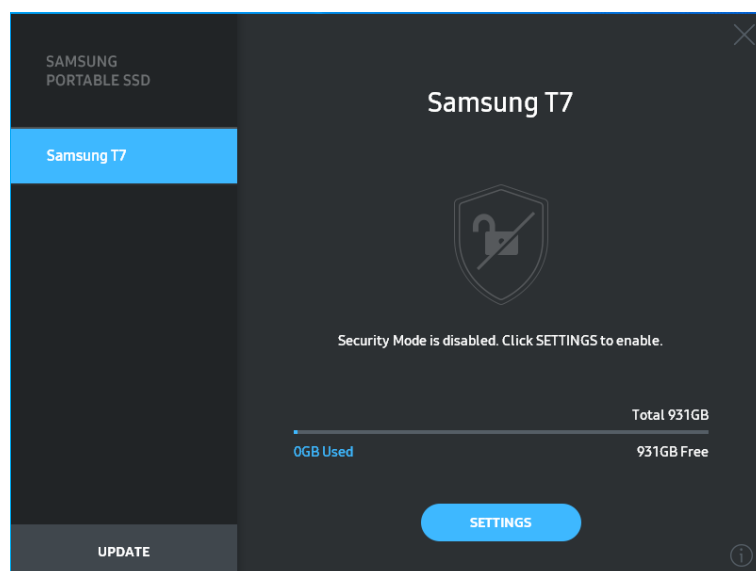 SAMSUNG
PORTABLE SSD
Samsung T7
Samsung T7
Security Mode is disabled. Click SETTINGS to enable.
Total 931GB
0GB Used
931GB Free
SETTINGS
UPDATE